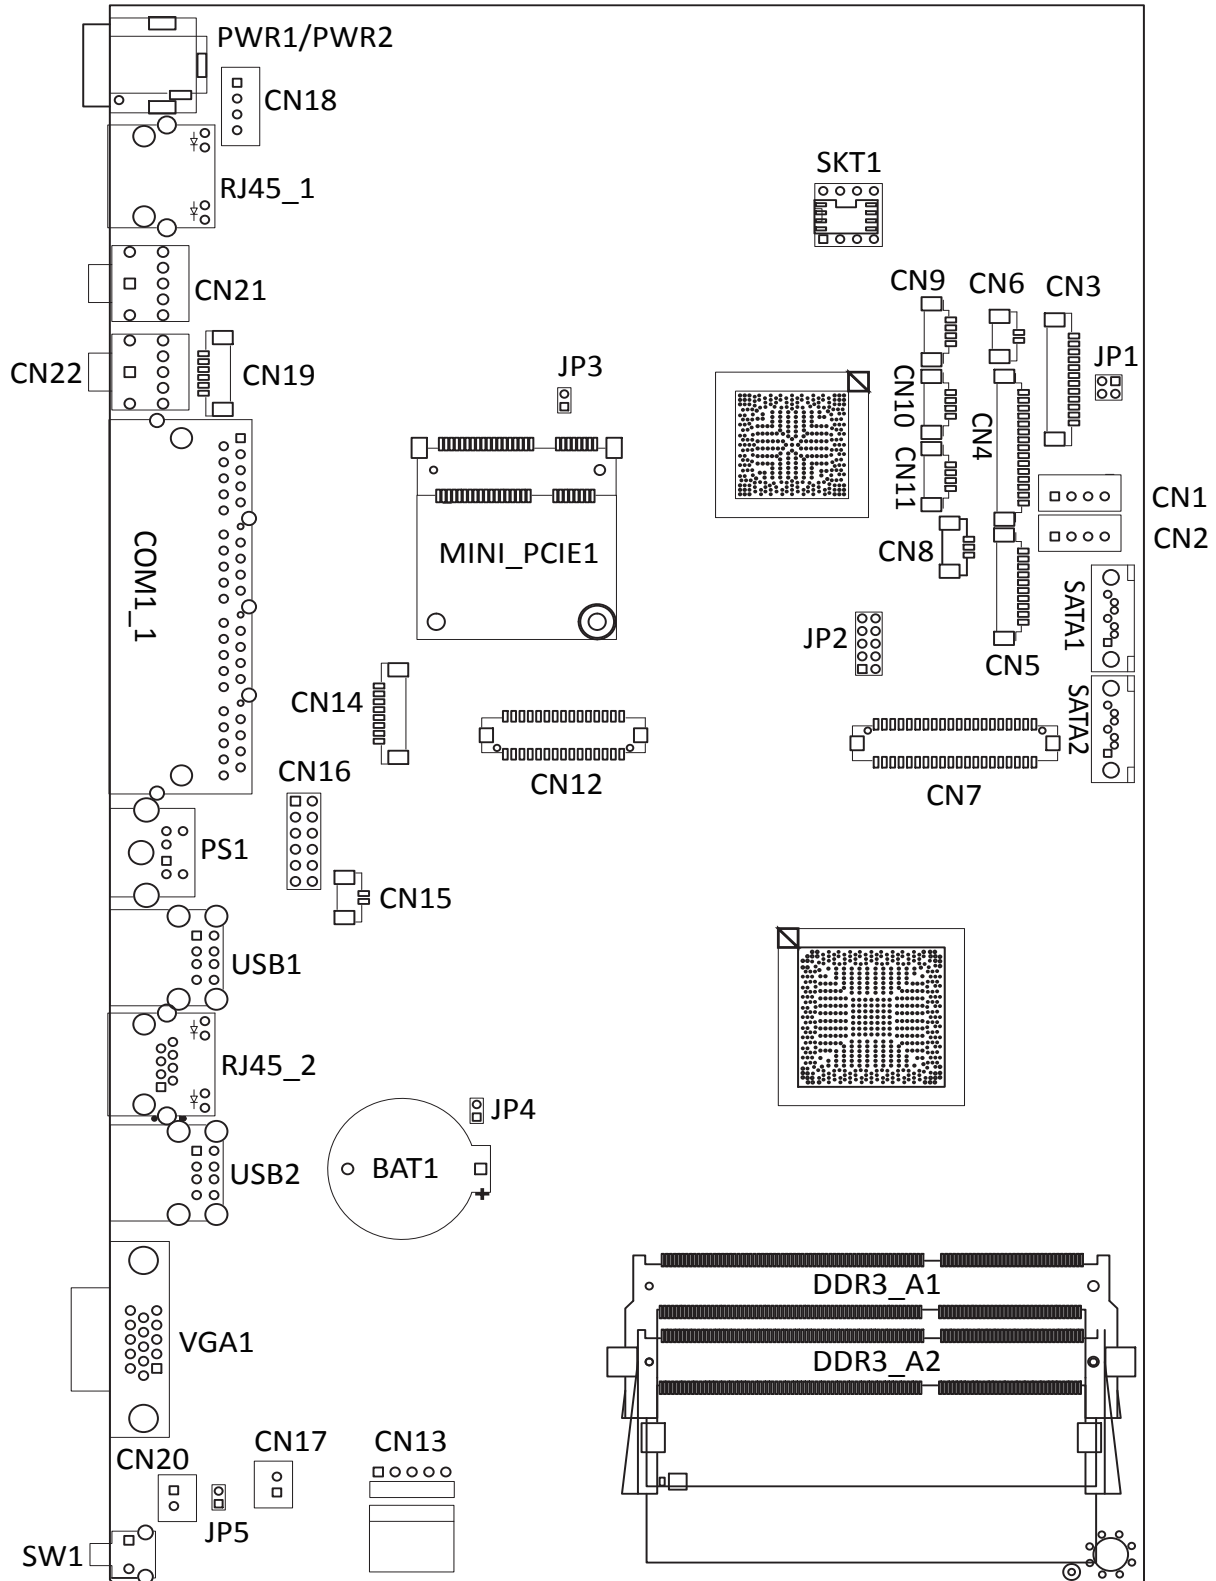 PWR1/PWR2
CN18
SKT1
RJ45_1
CN21
CN9
CN6
CN3
CN22
CN19
JP3
JP1
CN10
CN4
CN11
CN1
CN2
COM1_1
MINI_PCIE1
CN8
SATA1
JP2
CN5
CN14
SATA2
CN16
CN12
CN7
PS1
CN15
USB1
RJ45_2
JP4
USB2
BAT1
DDR3_A1
VGA1
DDR3_A2
CN20
CN17
CN13
JP5
SW1
+